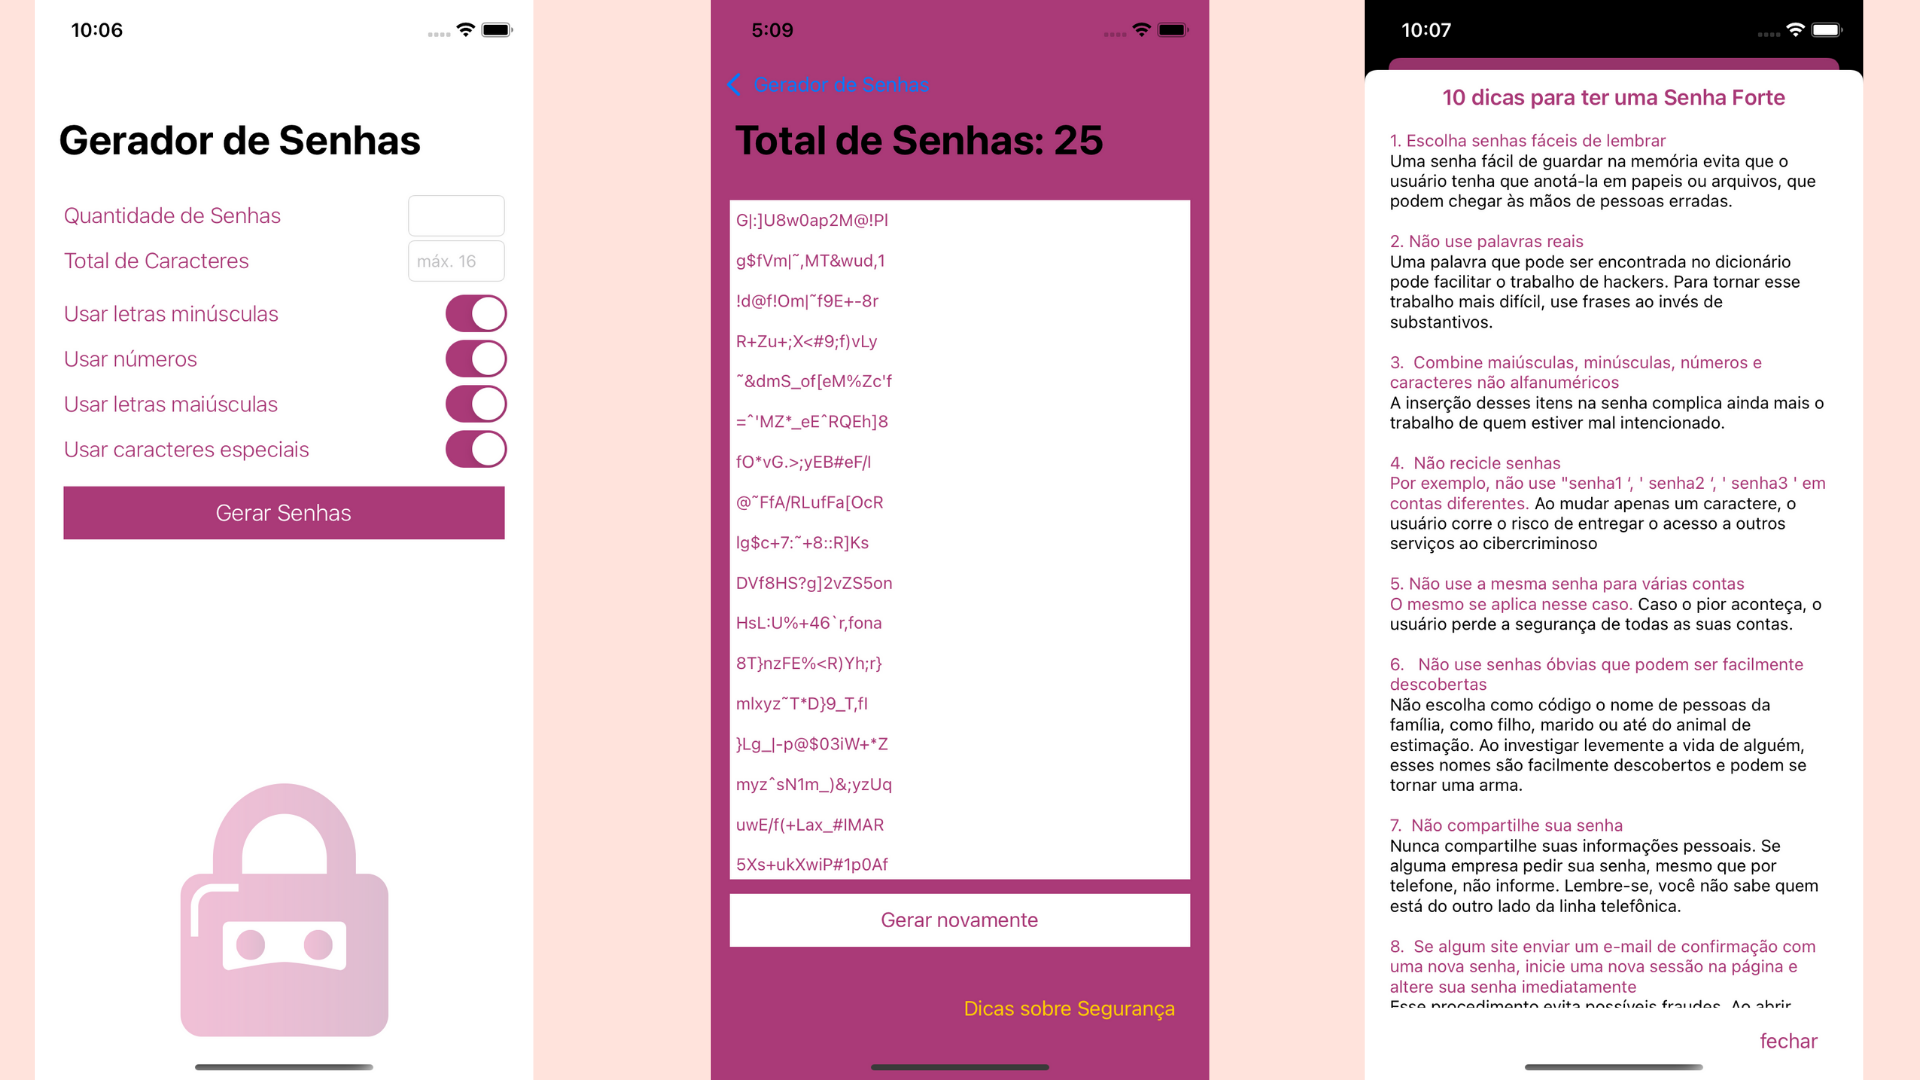 10:06
Gerador de Senhas
Quantidade de Senhas
Total de Caracteres
máx. 16
Usar letras minúsculas
Usar números
Usar letras maiúsculas
Usar caracteres especiais
Gerar Senhas
5:09
Gerador de Senhas
Total de Senhas: 25
G|:]U8w0ap2M@!Pl
g$fVm|˜,MT&wud,1
!d@f!Om|˜f9E+-8r
R+Zu+;X<#9;f)vLy
˜&dmS_of[eM%Zc'f
=ˆ'MZ*_eEˆRQEh]8
fO*vG.>;yEB#eF/l
@˜FfA/RLufFa[OcR
lg$c+7:˜+8::R]Ks
DVf8HS?g]2vZS5on
HsL:U%+46`r,fona
8T}nzFE%<R)Yh;r}
mlxyz˜T*D}9_T,fl
}Lg_|-p@$03iW+*Z
myzˆsN1m_)&;yzUq
uwE/f(+Lax_#lMAR
5Xs+ukXwiP#1p0Af
Gerar novamente
Dicas sobre Segurança
10:07
10 dicas para ter uma Senha Forte
1. Escolha senhas fáceis de lembrar
Uma senha fácil de guardar na memória evita que o
usuário tenha que anotá-la em papeis ou arquivos, que
podem chegar às mãos de pessoas erradas.
2. Não use palavras reais
Uma palavra que pode ser encontrada no dicionário
pode facilitar o trabalho de hackers. Para tornar esse
trabalho mais difícil, use frases ao invés de
substantivos.
3.  Combine maiúsculas, minúsculas, números e
caracteres não alfanuméricos
A inserção desses itens na senha complica ainda mais o
trabalho de quem estiver mal intencionado.
4.  Não recicle senhas
Por exemplo, não use "senha1 ‘, ' senha2 ‘, ' senha3 ' em
contas diferentes. Ao mudar apenas um caractere, o
usuário corre o risco de entregar o acesso a outros
serviços ao cibercriminoso
5. Não use a mesma senha para várias contas
O mesmo se aplica nesse caso. Caso o pior aconteça, o
usuário perde a segurança de todas as suas contas.
6.   Não use senhas óbvias que podem ser facilmente
descobertas
Não escolha como código o nome de pessoas da
família, como filho, marido ou até do animal de
estimação. Ao investigar levemente a vida de alguém,
esses nomes são facilmente descobertos e podem se
tornar uma arma.
7.  Não compartilhe sua senha
Nunca compartilhe suas informações pessoais. Se
alguma empresa pedir sua senha, mesmo que por
telefone, não informe. Lembre-se, você não sabe quem
está do outro lado da linha telefônica.
8.  Se algum site enviar um e-mail de confirmação com
uma nova senha, inicie uma nova sessão na página e
altere sua senha imediatamente
Esse procedimento evita possíveis fraudes. Ao abrir
fechar